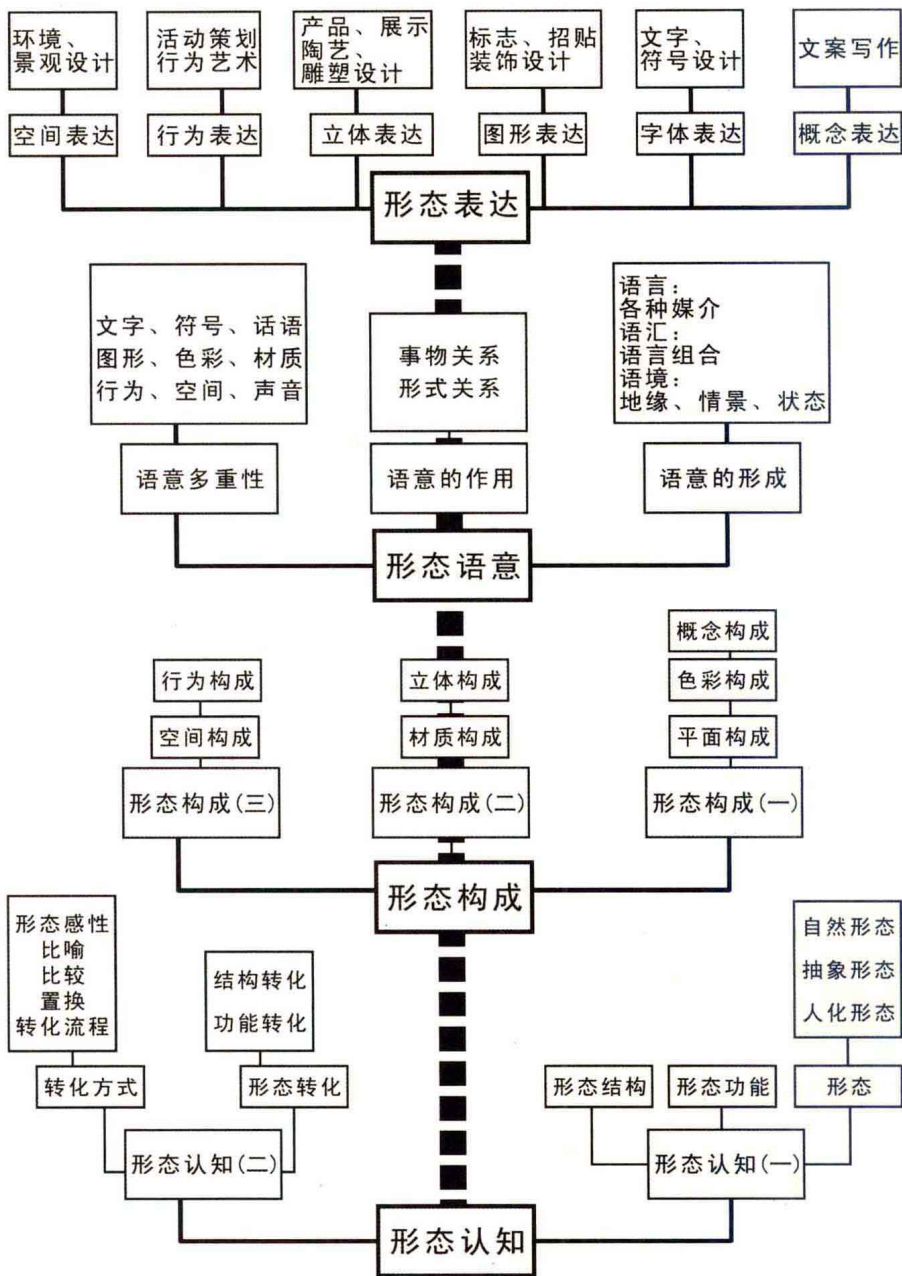 环境、
景观设计
活动策划
行为艺术
产品、展示
陶艺、
雕塑设计
标志、招贴
装饰设计
文字、
符号设计
文案写作
空间表达
行为表达
立体表达
图形表达
字体表达
概念表达
形态表达
文字、符号、话语
图形、色彩、材质
行为、空间、声音
事物关系
形式关系
语言：
各种媒介
语汇：
语言组合
语境：
地缘、情景、状态
语意多重性
语意的作用
语意的形成
形态语意
概念构成
行为构成
立体构成
色彩构成
空间构成
材质构成
平面构成
形态构成(三)
形态构成(二)
形态构成(一)
形态构成
形态感性
比喻
比较
置换
转化流程
结构转化
功能转化
自然形态
抽象形态
人化形态
转化方式
形态转化
形态结构
形态功能
形态
形态认知(二)
形态认知(一)
形态认知